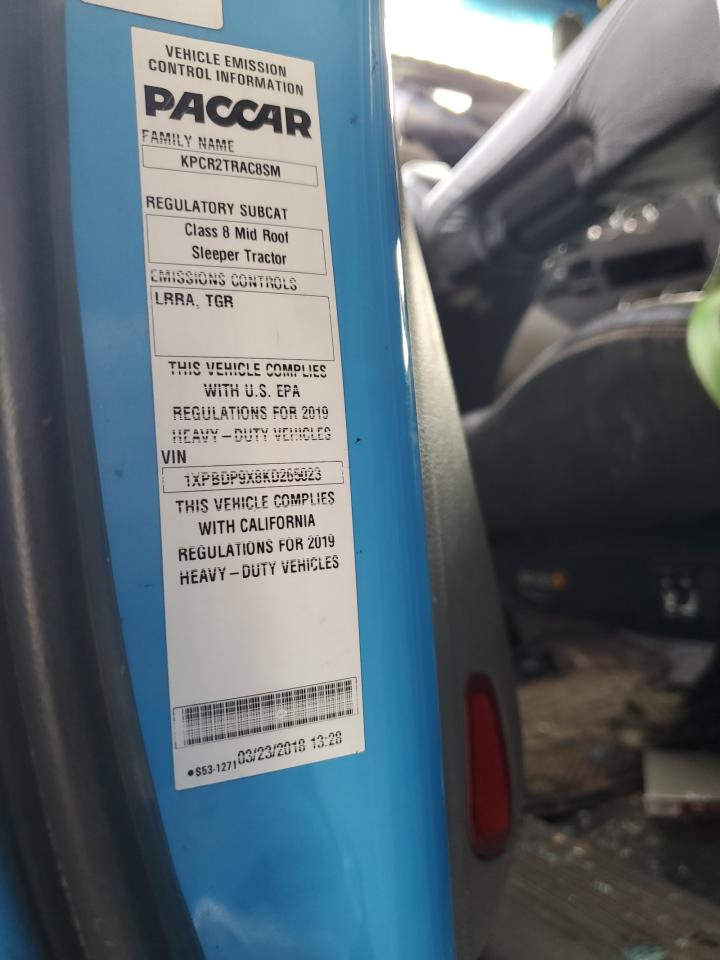 VEHICLE EMISSION
CONTROL INFORMATION
PACCAR
FAMILY NAME
KPCR2TRAC8SM
REGULATORY SUBCAT
Class 8 Mid Roof
Sleeper Tractor
EMISSIONS CONTROLS
LRRA, TGR
THIS VEHICLE COMPLIES
WITH U.S. EPA
REGULATIONS FOR 2019
HEAVY-DUTY VEHICLES
VIN
1XPBDP9X8KD265023
THIS VEHICLE COMPLIES
WITH CALIFORNIA
REGULATIONS FOR 2019
HEAVY-DUTY VEHICLES
●S53-1271 03/23/2018 13:28